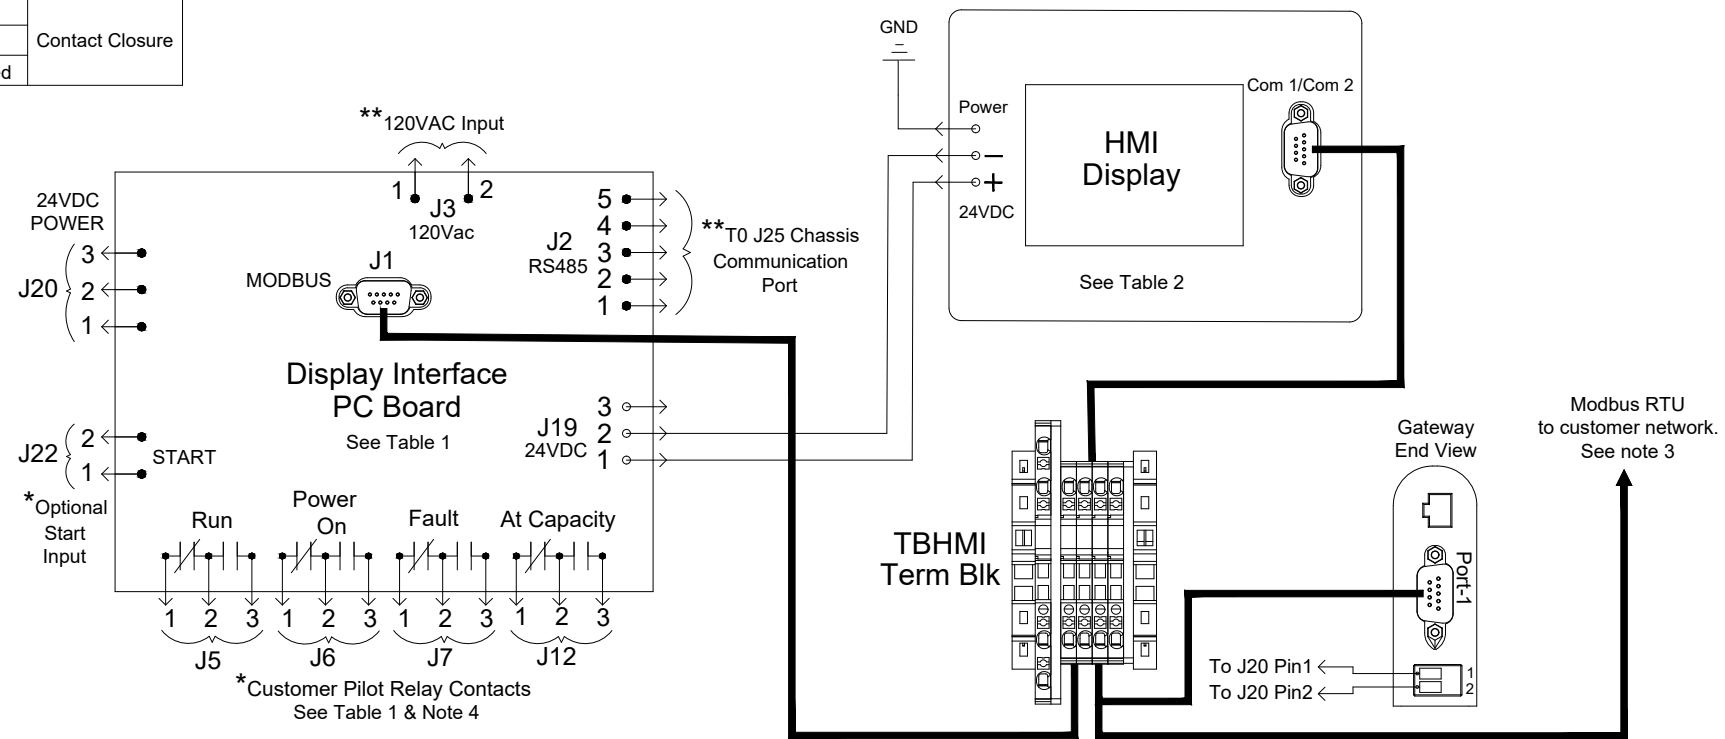 Contact Closure
ed
GND
**120VAC Input
1
2
J3
120Vac
24VDC
POWER
3
J20
2
1
MODBUS
J1
5
4
J2
3
RS485
2
1
**T0 J25 Chassis
Communication
Port
Display Interface
PC Board
See Table 1
3
J19
2
24VDC
1
2
J22
1
START
*Optional
Start
Input
Run
Power
On
Fault
At Capacity
1 2 3
1 2 3
1 2 3
1 2 3
J5
J6
J7
J12
*Customer Pilot Relay Contacts
See Table 1 & Note 4
Power
−
+
24VDC
HMI
Display
Com 1/Com 2
See Table 2
TBHMI
Term Blk
Gateway
End View
Port-1
1
2
To J20 Pin1
To J20 Pin2
Modbus RTU
to customer network.
See note 3